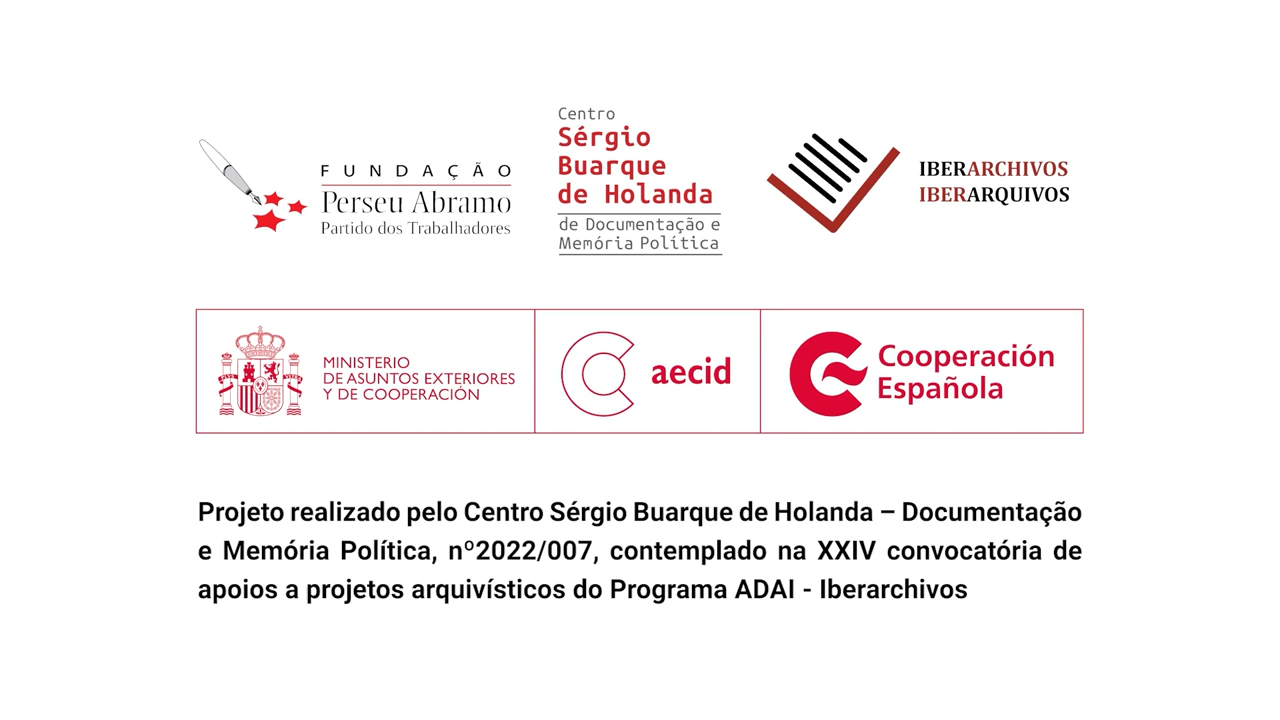 FUNDAÇÃO
Perseu Abramo
Partido dos Trabalhadores
Centro
Sérgio
Buarque
de Holanda
de Documentação e
Memória Política
IBERARCHIVOS
IBERARQUIVOS
MINISTERIO
DE ASUNTOS EXTERIORES
Y DE COOPERACIÓN
aecid
Cooperación
Española
Projeto realizado pelo Centro Sérgio Buarque de Holanda – Documentação
e Memória Política, nº2022/007, contemplado na XXIV convocatória de
apoios a projetos arquivísticos do Programa ADAI - Iberarchivos